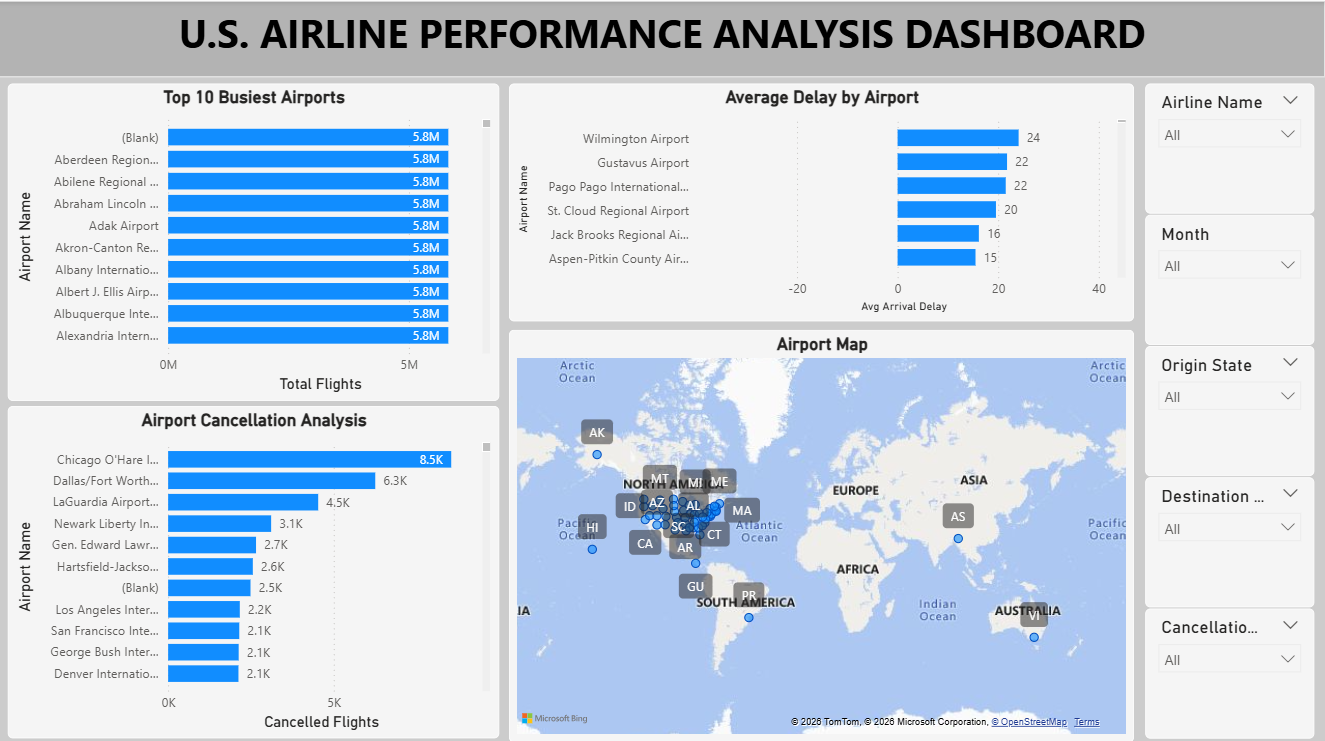 U.S. AIRLINE PERFORMANCE ANALYSIS DASHBOARD
Top 10 Busiest Airports
Airport Name
(Blank) 5.8M
Aberdeen Region... 5.8M
Abilene Regional ... 5.8M
Abraham Lincoln ... 5.8M
Adak Airport 5.8M
Akron-Canton Re... 5.8M
Albany Internatio... 5.8M
Albert J. Ellis Airp... 5.8M
Albuquerque Inte... 5.8M
Alexandria Intern... 5.8M
0M 5M
Total Flights
Average Delay by Airport
Airport Name
Wilmington Airport 24
Gustavus Airport 22
Pago Pago International... 22
St. Cloud Regional Airport 20
Jack Brooks Regional Ai... 16
Aspen-Pitkin County Air... 15
-20 0 20 40
Avg Arrival Delay
Airport Cancellation Analysis
Airport Name
Chicago O'Hare I... 8.5K
Dallas/Fort Worth... 6.3K
LaGuardia Airport... 4.5K
Newark Liberty In... 3.1K
Gen. Edward Lawr... 2.7K
Hartsfield-Jackso... 2.6K
(Blank) 2.5K
Los Angeles Inter... 2.2K
San Francisco Inte... 2.1K
George Bush Inter... 2.1K
Denver Internatio... 2.1K
0K 5K
Cancelled Flights
Airport Map
Arctic
Ocean
Arctic
Ocean
AK
MT MI ME
NORTH AMERICA
ASIA
EUROPE
ID AZ AL MA
AS
Pacific
Ocean
HI
SC CT
Atlantic
Ocean
Pacific
Ocean
CA AR
AFRICA
GU PR
SOUTH AMERICA
Indian
Ocean
IA
AUSTRALIA
VI
Microsoft Bing
© 2026 TomTom, © 2026 Microsoft Corporation, © OpenStreetMap Terms
Airline Name
All
Month
All
Origin State
All
Destination ...
All
Cancellatio...
All